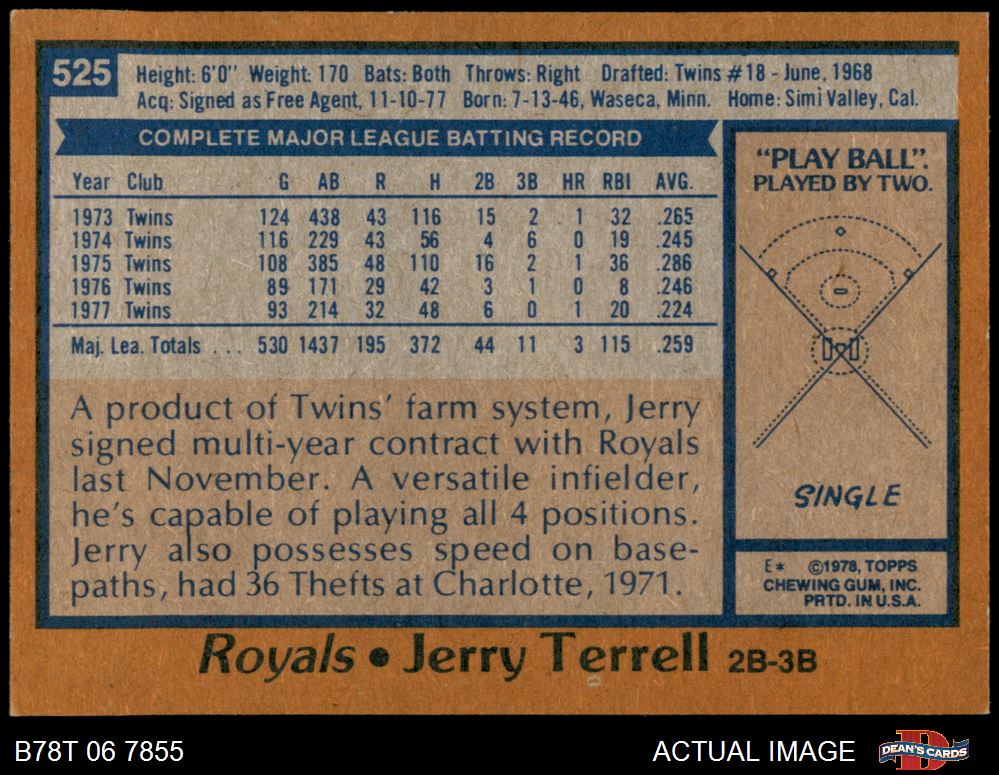 525
Height: 6'0" Weight: 170 Bats: Both Throws: Right Drafted: Twins #18 - June, 1968
Acq: Signed as Free Agent, 11-10-77 Born: 7-13-46, Waseca, Minn. Home: Simi Valley, Cal.
COMPLETE MAJOR LEAGUE BATTING RECORD
Year Club G AB R H 2B 3B HR RBI AVG.
1973 Twins 124 438 43 116 15 2 1 32 .265
1974 Twins 116 229 43 56 4 6 0 19 .245
1975 Twins 108 385 48 110 16 2 1 36 .286
1976 Twins 89 171 29 42 3 1 0 8 .246
1977 Twins 93 214 32 48 6 0 1 20 .224
Maj. Lea. Totals ... 530 1437 195 372 44 11 3 115 .259
A product of Twins' farm system, Jerry
signed multi-year contract with Royals
last November. A versatile infielder,
he's capable of playing all 4 positions.
Jerry also possesses speed on base-
paths, had 36 Thefts at Charlotte, 1971.
"PLAY BALL".
PLAYED BY TWO.
SINGLE
E* ©1978, TOPPS
CHEWING GUM, INC.
PRTD. IN U.S.A.
Royals • Jerry Terrell 2B-3B
B78T 06 7855
ACTUAL IMAGE
DEAN'S CARDS